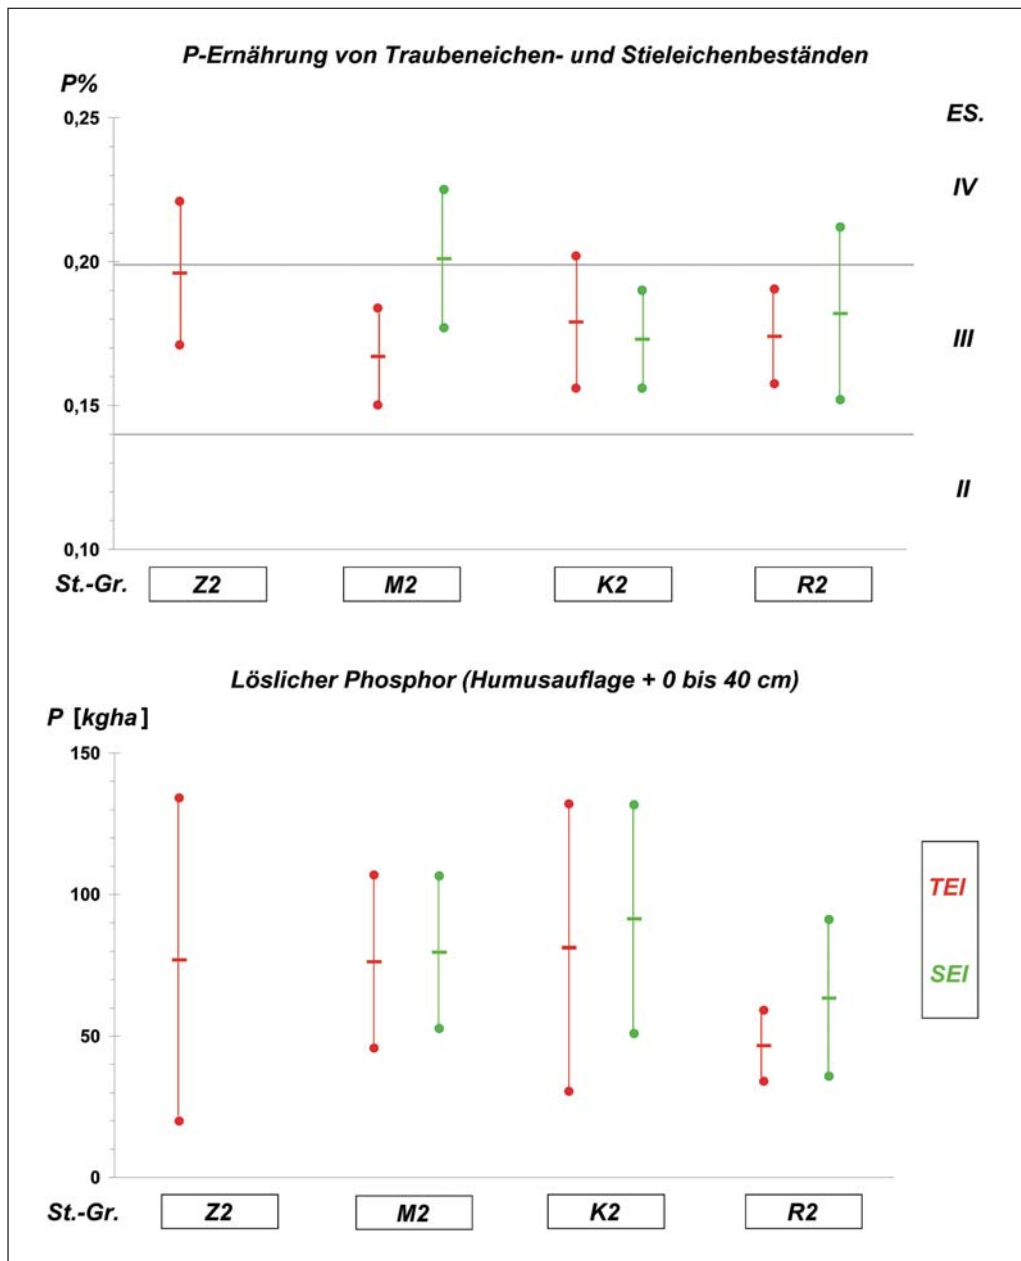 P-Ernährung von Traubeneichen- und Stieleichenbeständen
P%
0,25
ES.
IV
0,20
III
0,15
II
0,10
St.-Gr. Z2 M2 K2 R2
Löslicher Phosphor (Humusauflage + 0 bis 40 cm)
P [kgha]
150
TEI
100
SEI
50
0
St.-Gr. Z2 M2 K2 R2